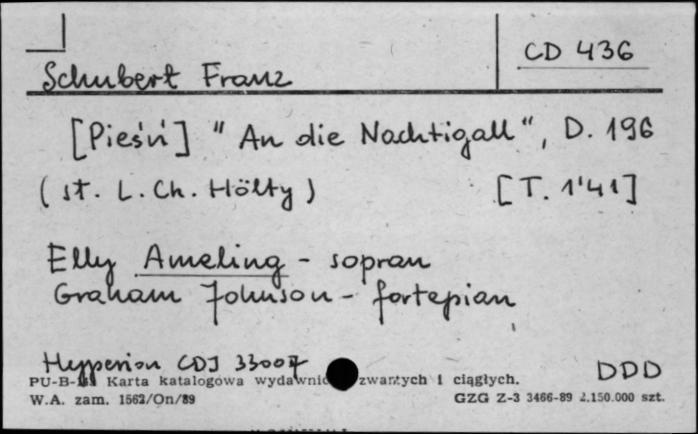 CD 436
Schubert Franz
[Pieśń] "An die Nachtigall", D. 196
(st. L. Ch. Hölty) [T. 1'41]
Elly Ameling - sopran
Graham Johnson - fortepian
Hyperion CDJ 33007 DDD
Karta katalogowa wydawnic zwartych i ciągłych.
W.A. zam. 1562/On/89 GZG Z-3 3466-89 2.150.000 szt.